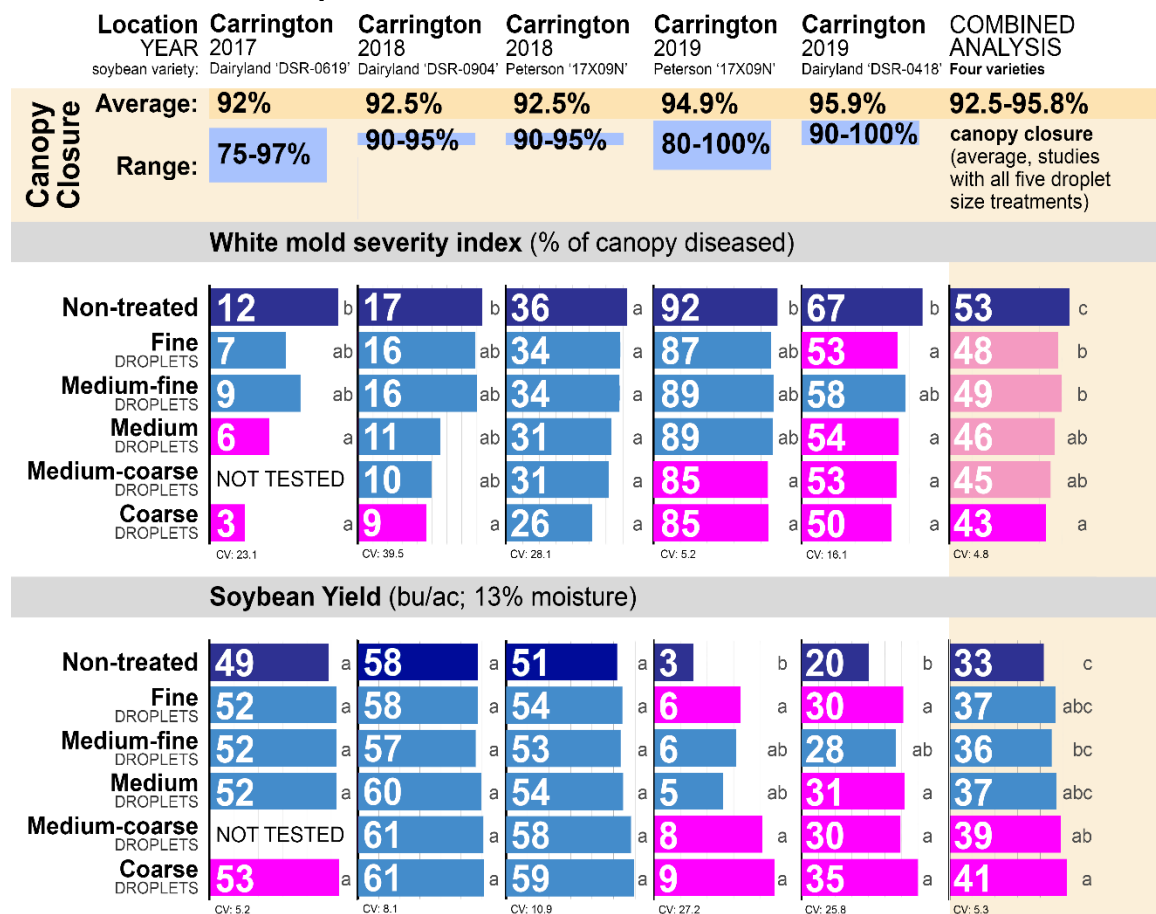 Location Carrington Carrington Carrington Carrington Carrington COMBINED
YEAR 2017 2018 2018 2019 2019 ANALYSIS
soybean variety: Dairyland 'DSR-0619' Dairyland 'DSR-0904' Peterson '17X09N' Peterson '17X09N' Dairyland 'DSR-0418' Four varieties
Canopy Closure
Average: 92% 92.5% 92.5% 94.9% 95.9% 92.5-95.8%
Range: 75-97% 90-95% 90-95% 80-100% 90-100% canopy closure
(average, studies
with all five droplet
size treatments)
White mold severity index (% of canopy diseased)
Non-treated 12 b 17 b 36 a 92 b 67 b 53 c
Fine DROPLETS 7 ab 16 ab 34 a 87 ab 53 a 48 b
Medium-fine DROPLETS 9 ab 16 ab 34 a 89 ab 58 ab 49 b
Medium DROPLETS 6 a 11 ab 31 a 89 ab 54 a 46 ab
Medium-coarse DROPLETS NOT TESTED 10 ab 31 a 85 a 53 a 45 ab
Coarse DROPLETS 3 a 9 a 26 a 85 a 50 a 43 a
CV: 23.1 CV: 39.5 CV: 28.1 CV: 5.2 CV: 16.1 CV: 4.8
Soybean Yield (bu/ac; 13% moisture)
Non-treated 49 a 58 a 51 a 3 b 20 b 33 c
Fine DROPLETS 52 a 58 a 54 a 6 a 30 a 37 abc
Medium-fine DROPLETS 52 a 57 a 53 a 6 ab 28 ab 36 bc
Medium DROPLETS 52 a 60 a 54 a 5 ab 31 a 37 abc
Medium-coarse DROPLETS NOT TESTED 61 a 58 a 8 a 30 a 39 ab
Coarse DROPLETS 53 a 61 a 59 a 9 a 35 a 41 a
CV: 5.2 CV: 8.1 CV: 10.9 CV: 27.2 CV: 25.8 CV: 5.3